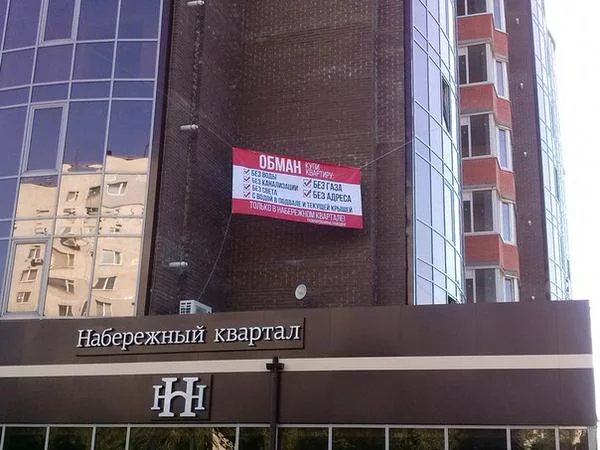 ОБМАН КУПИ КВАРТИРУ:
БЕЗ ВОДЫ
БЕЗ КАНАЛИЗАЦИИ
БЕЗ СВЕТА
БЕЗ ГАЗА
БЕЗ АДРЕСА
С ВОДОЙ В ПОДВАЛЕ И ТЕКУЩЕЙ КРЫШЕЙ
ТОЛЬКО В НАБЕРЕЖНОМ КВАРТАЛЕ!
Набережный квартал